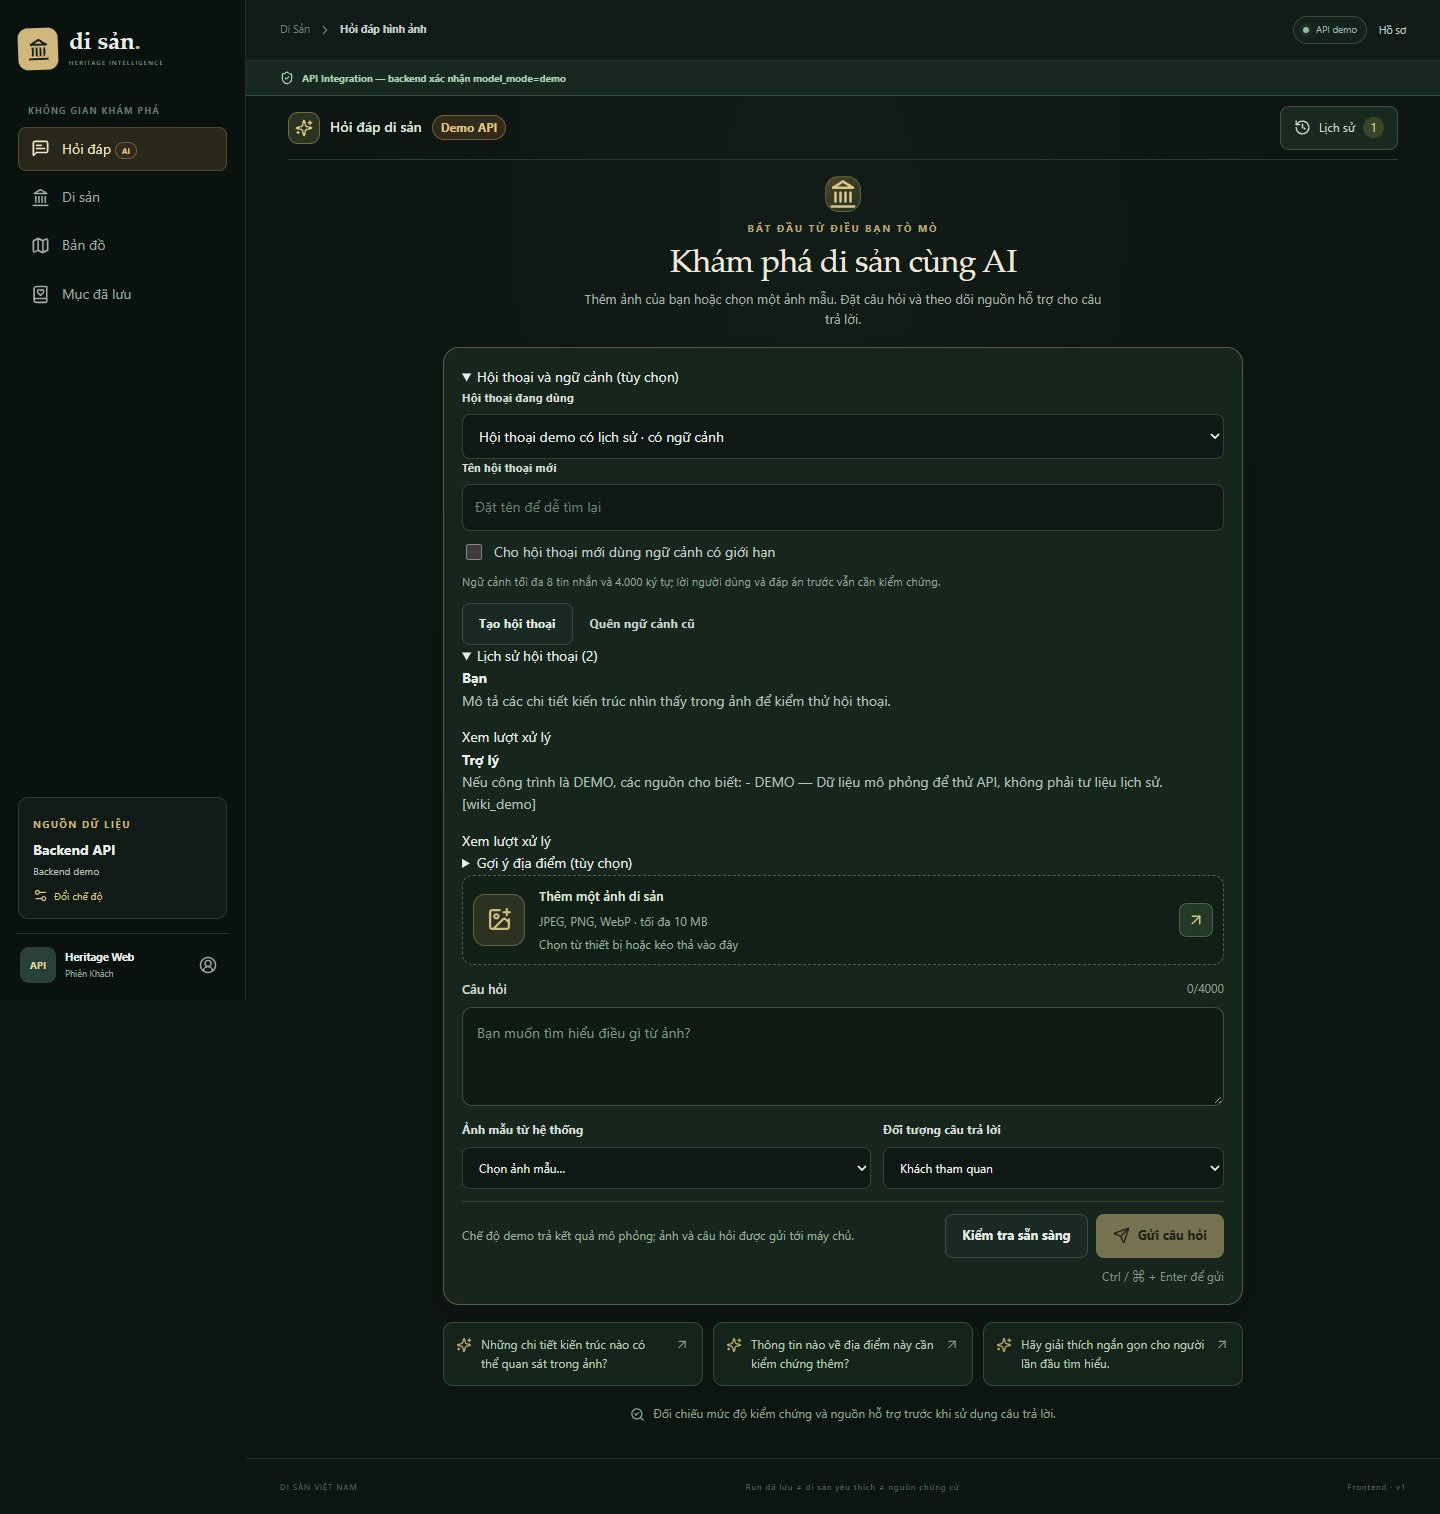 di sản.
HERITAGE INTELLIGENCE
KHÔNG GIAN KHÁM PHÁ
Hỏi đáp AI
Di sản
Bản đồ
Mục đã lưu
NGUỒN DỮ LIỆU
Backend API
Backend demo
Đổi chế độ
API
Heritage Web
Phiên Khách
Di Sản > Hỏi đáp hình ảnh
API demo
Hồ sơ
API Integration — backend xác nhận model_mode=demo
Hỏi đáp di sản Demo API
Lịch sử 1
BẮT ĐẦU TỪ ĐIỀU BẠN TÒ MÒ
Khám phá di sản cùng AI
Thêm ảnh của bạn hoặc chọn một ảnh mẫu. Đặt câu hỏi và theo dõi nguồn hỗ trợ cho câu
trả lời.
Hội thoại và ngữ cảnh (tùy chọn)
Hội thoại đang dùng
Hội thoại demo có lịch sử · có ngữ cảnh
Tên hội thoại mới
Đặt tên để dễ tìm lại
Cho hội thoại mới dùng ngữ cảnh có giới hạn
Ngữ cảnh tối đa 8 tin nhắn và 4.000 ký tự; lời người dùng và đáp án trước vẫn cần kiểm chứng.
Tạo hội thoại
Quên ngữ cảnh cũ
Lịch sử hội thoại (2)
Bạn
Mô tả các chi tiết kiến trúc nhìn thấy trong ảnh để kiểm thử hội thoại.
Xem lượt xử lý
Trợ lý
Nếu công trình là DEMO, các nguồn cho biết: - DEMO — Dữ liệu mô phỏng để thử API, không phải tư liệu lịch sử.
[wiki_demo]
Xem lượt xử lý
Gợi ý địa điểm (tùy chọn)
Thêm một ảnh di sản
JPEG, PNG, WebP · tối đa 10 MB
Chọn từ thiết bị hoặc kéo thả vào đây
Câu hỏi
0/4000
Bạn muốn tìm hiểu điều gì từ ảnh?
Ảnh mẫu từ hệ thống
Đối tượng câu trả lời
Chọn ảnh mẫu...
Khách tham quan
Chế độ demo trả kết quả mô phỏng; ảnh và câu hỏi được gửi tới máy chủ.
Kiểm tra sẵn sàng
Gửi câu hỏi
Ctrl / ⌘ + Enter để gửi
Những chi tiết kiến trúc nào có
thể quan sát trong ảnh?
Thông tin nào về địa điểm này cần
kiểm chứng thêm?
Hãy giải thích ngắn gọn cho người
lần đầu tìm hiểu.
Đối chiếu mức độ kiểm chứng và nguồn hỗ trợ trước khi sử dụng câu trả lời.
DI SẢN VIỆT NAM
Run đã lưu ≠ di sản yêu thích ≠ nguồn chứng cứ
Frontend · v1